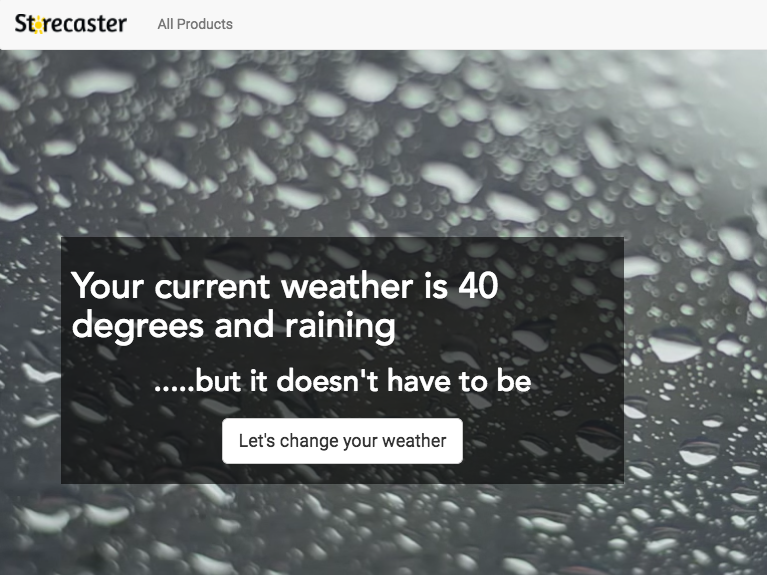 Storecaster
All Products
Your current weather is 40
degrees and raining
.....but it doesn't have to be
Let's change your weather